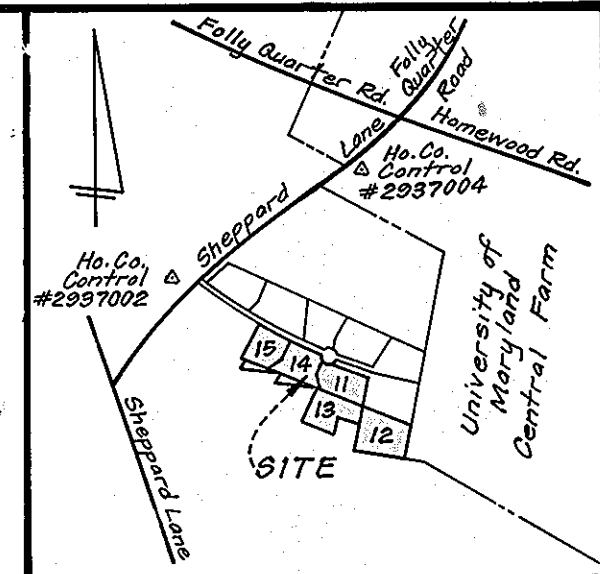 Folly Quarter Rd.
Folly
Quarter
Road
Homewood Rd.
Sheppard Lane
Ho. Co.
Control
#2937004
Ho. Co.
Control
#2937002
University of
Maryland
Central Farm
15
14
11
13
12
SITE
Sheppard Lane